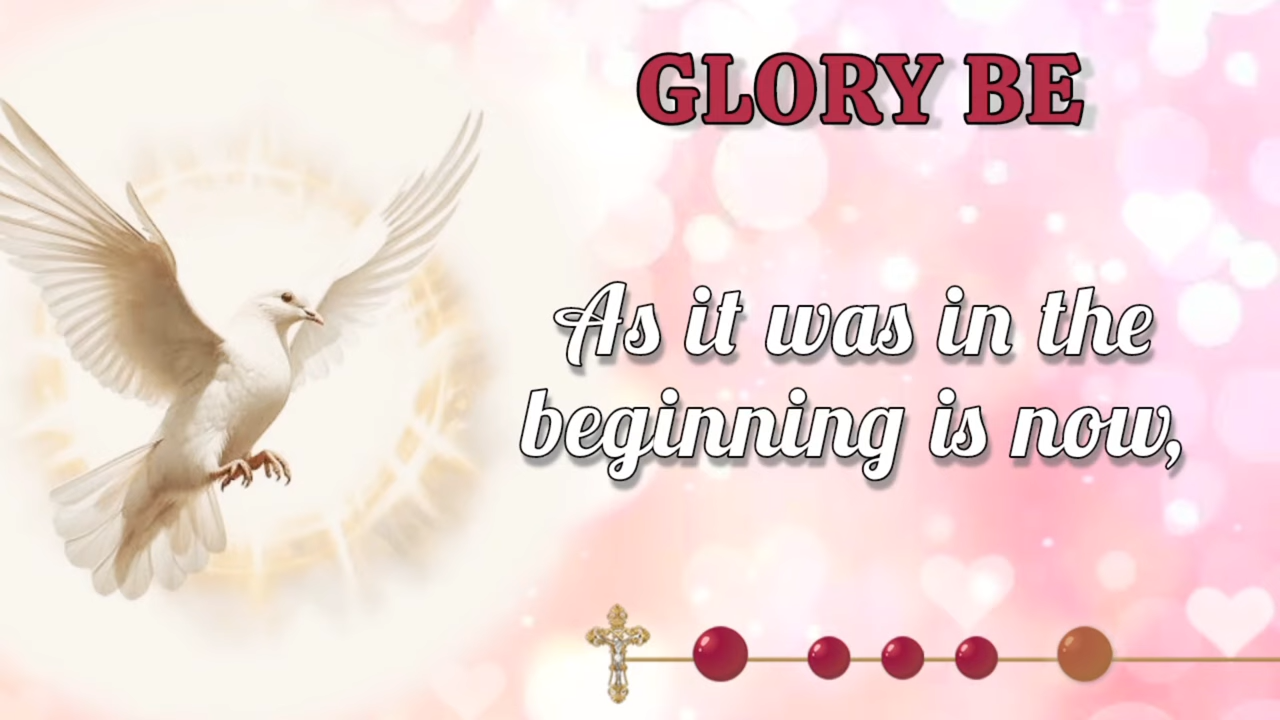 GLORY BE
As it was in the
beginning is now,